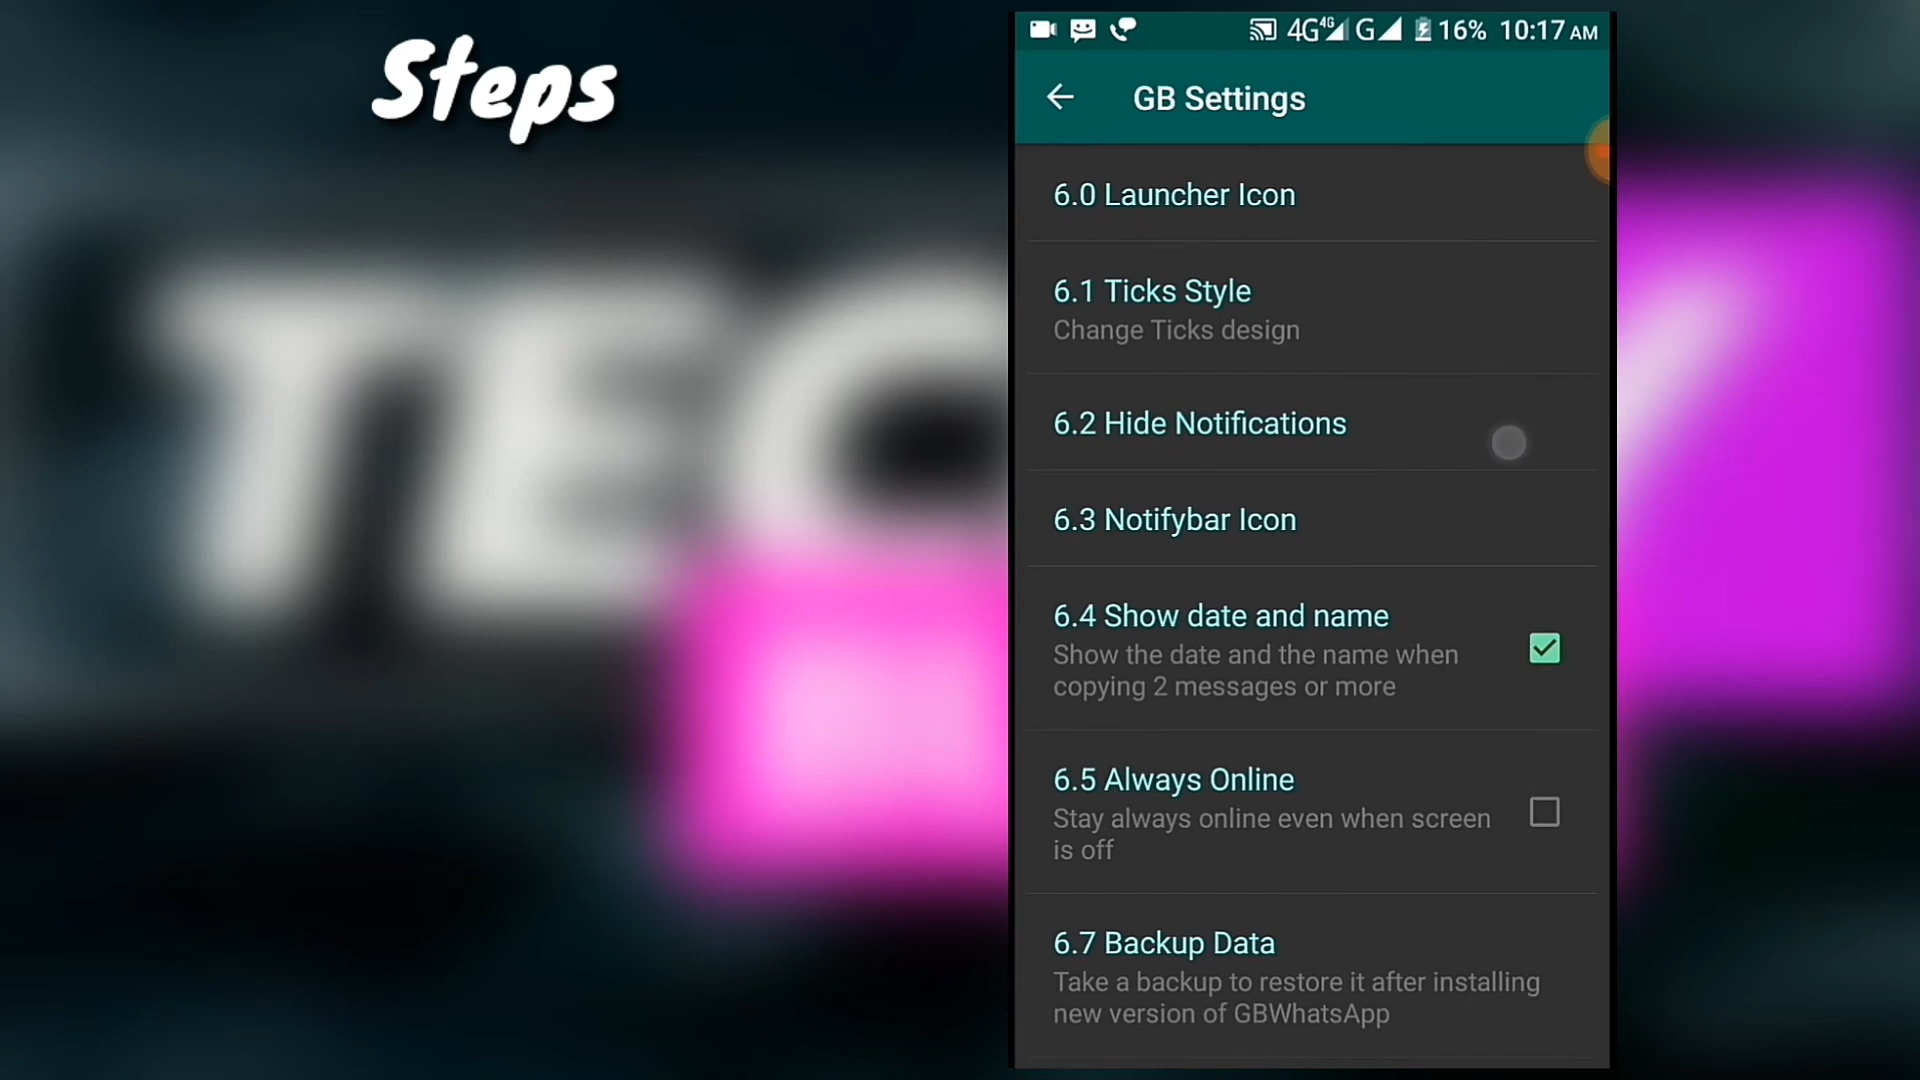 Steps
4G 4G G 16% 10:17 AM
GB Settings
6.0 Launcher Icon
6.1 Ticks Style
Change Ticks design
6.2 Hide Notifications
6.3 Notifybar Icon
6.4 Show date and name
Show the date and the name when
copying 2 messages or more
6.5 Always Online
Stay always online even when screen
is off
6.7 Backup Data
Take a backup to restore it after installing
new version of GBWhatsApp